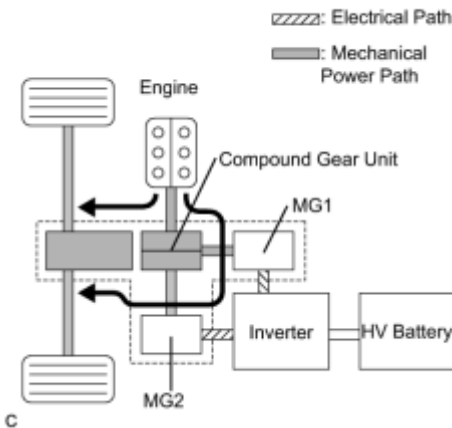 : Electrical Path
: Mechanical
Power Path
Engine
Compound Gear Unit
MG1
Inverter
HV Battery
MG2
C